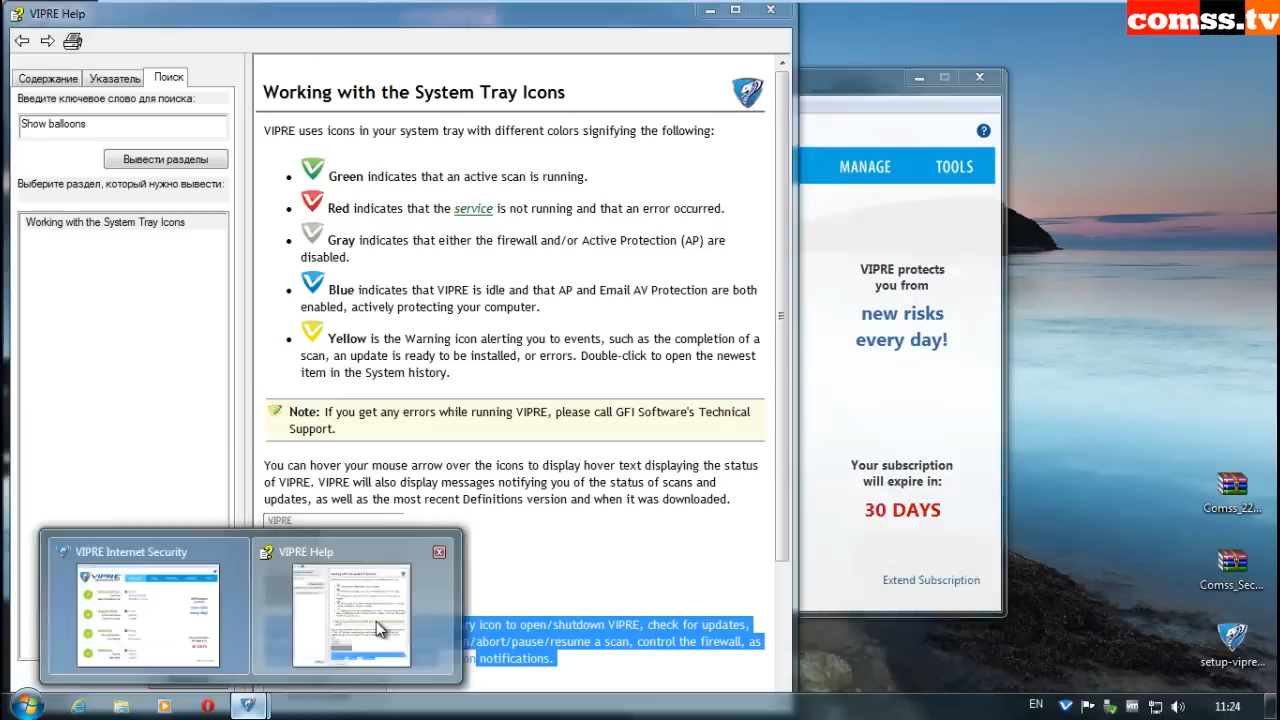 VIPRE Help
comss.tv
Содержание
Указатель
Поиск
Введите ключевое слово для поиска:
Show balloons
Вывести разделы
Выберите раздел, который нужно вывести:
Working with the System Tray Icons
Working with the System Tray Icons
VIPRE uses icons in your system tray with different colors signifying the following:
Green indicates that an active scan is running.
Red indicates that the service is not running and that an error occurred.
Gray indicates that either the firewall and/or Active Protection (AP) are
disabled.
Blue indicates that VIPRE is idle and that AP and Email AV Protection are both
enabled, actively protecting your computer.
Yellow is the Warning icon alerting you to events, such as the completion of a
scan, an update is ready to be installed, or errors. Double-click to open the newest
item in the System history.
Note: If you get any errors while running VIPRE, please call GFI Software's Technical
Support.
You can hover your mouse arrow over the icons to display hover text displaying the status
of VIPRE. VIPRE will also display messages notifying you of the status of scans and
updates, as well as the most recent Definitions version and when it was downloaded.
VIPRE
icon to open/shutdown VIPRE, check for updates,
/abort/pause/resume a scan, control the firewall, as
notifications.
MANAGE
TOOLS
VIPRE protects
you from
new risks
every day!
Your subscription
will expire in:
30 DAYS
Extend Subscription
Comss_22...
Comss_Sec...
setup-vipre...
VIPRE Internet Security
VIPRE Help
EN
11:24